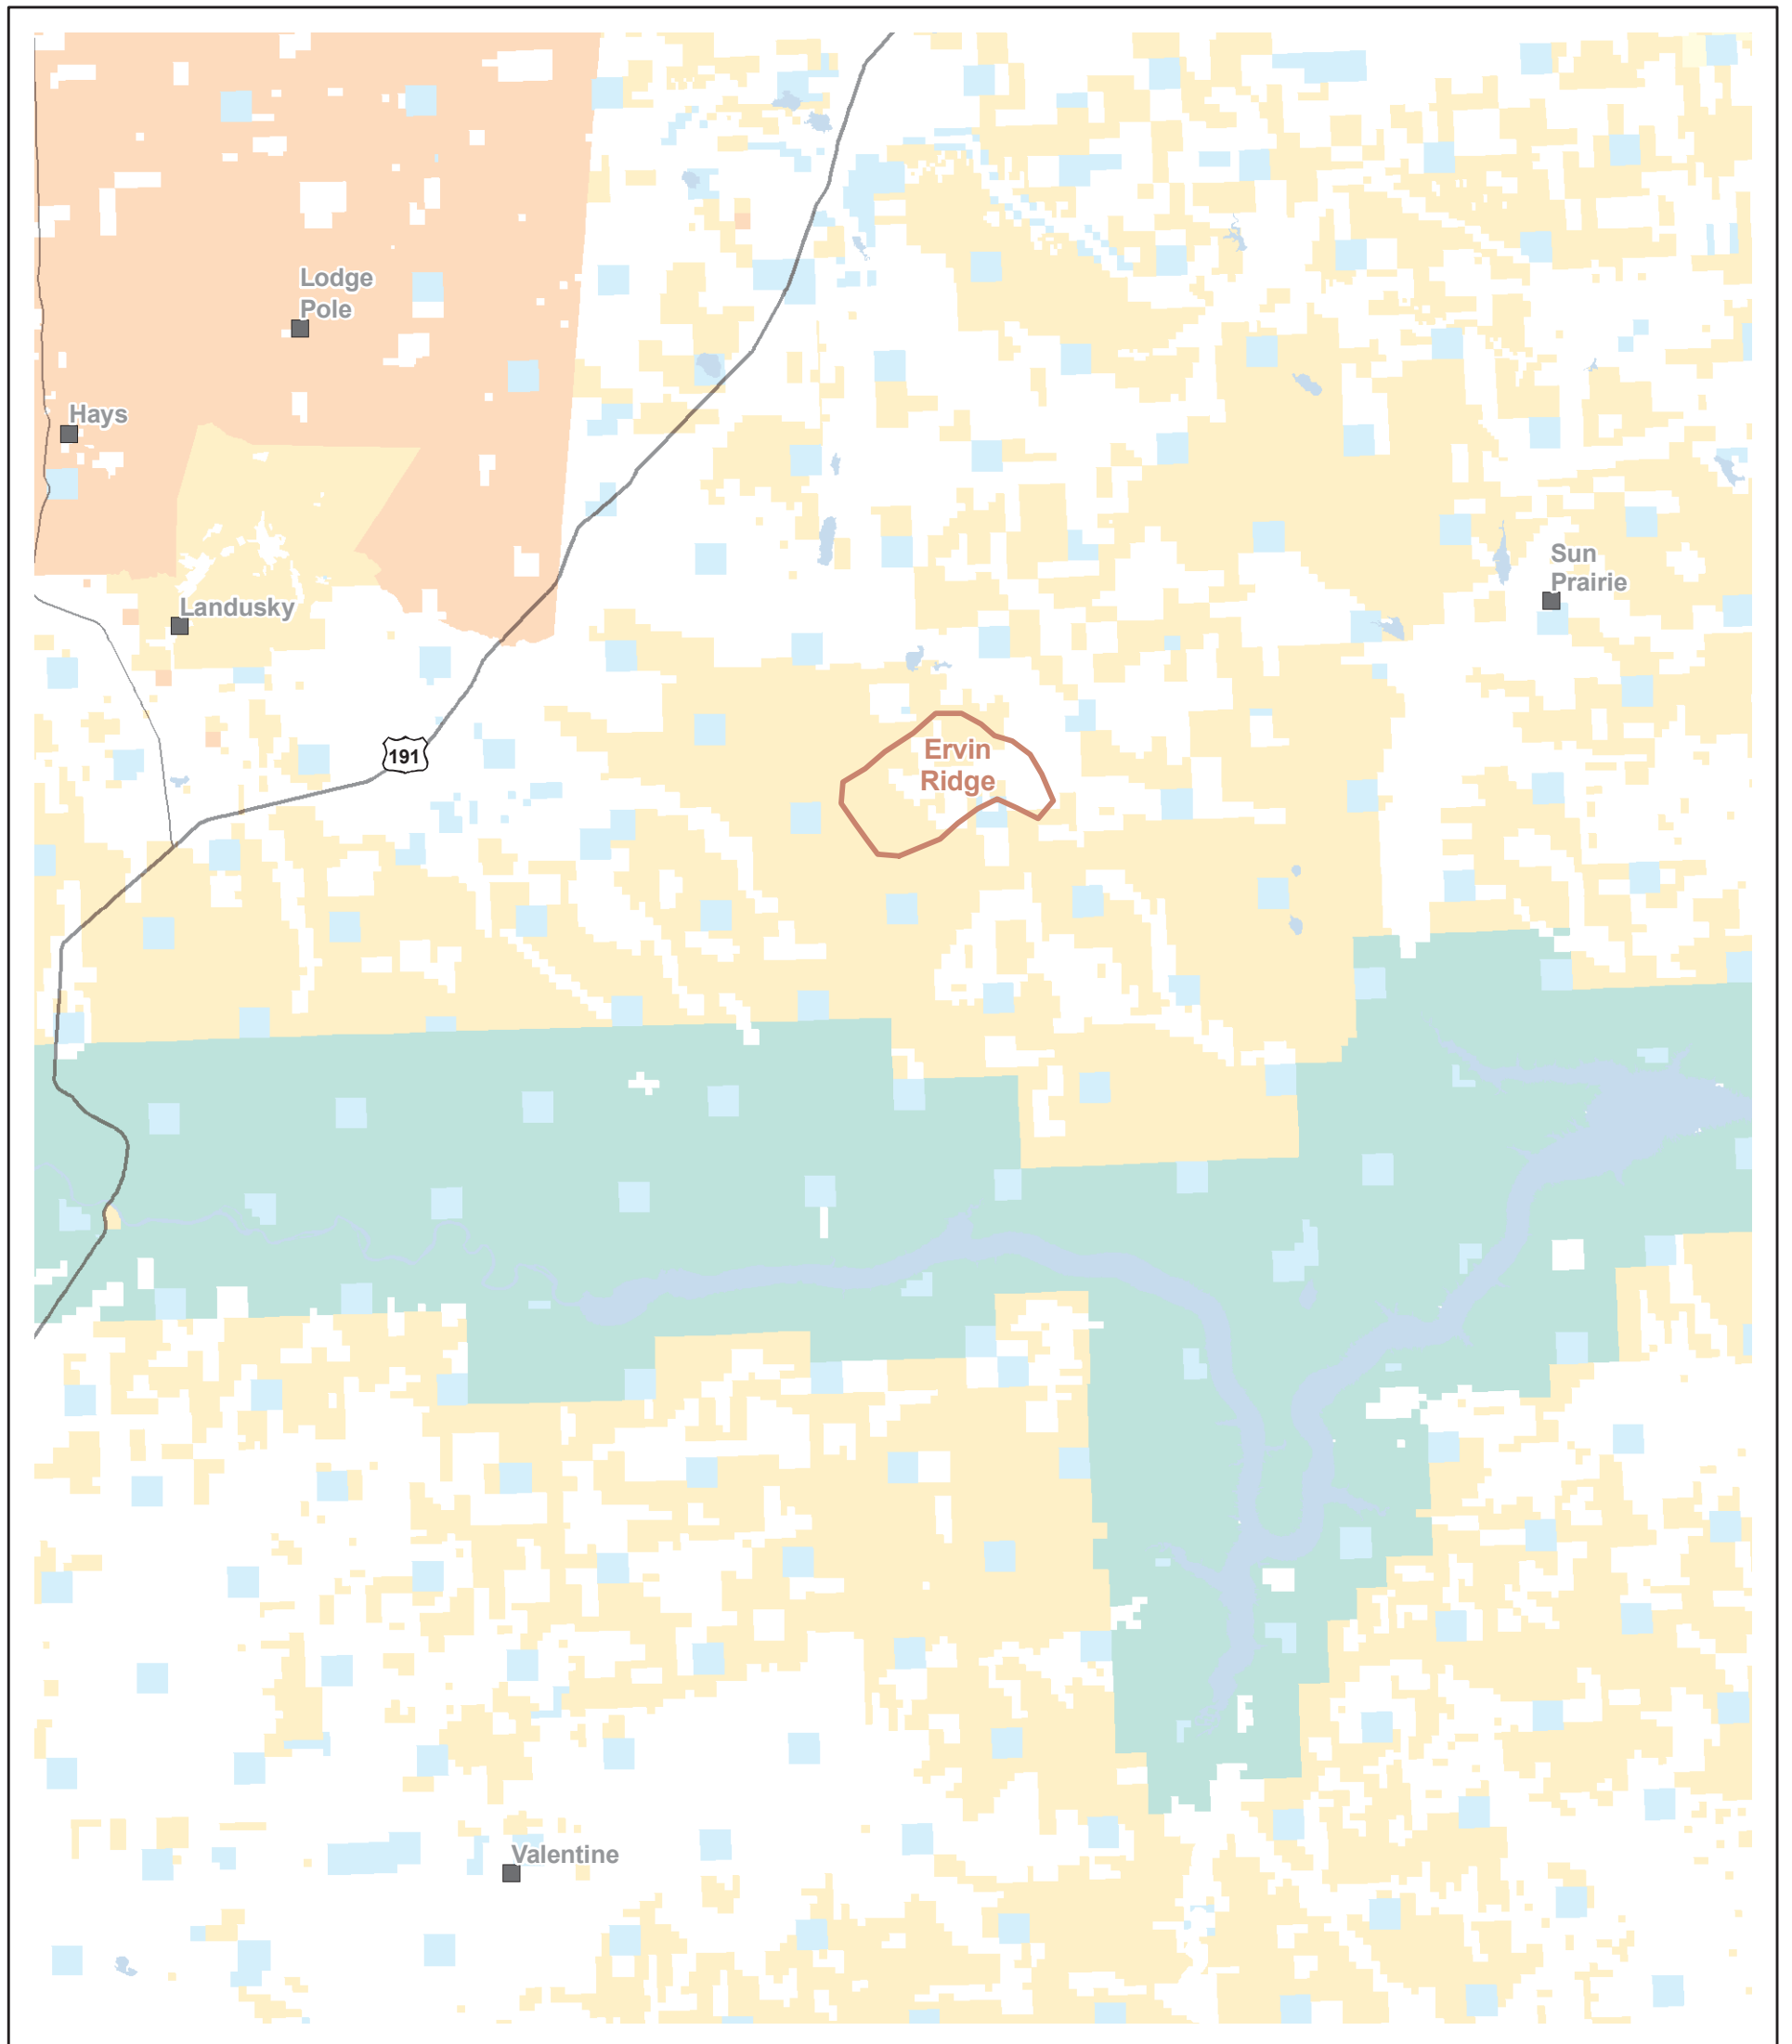 Lodge
Pole
Hays
Sun
Prairie
Landusky
191
Ervin
Ridge
Valentine